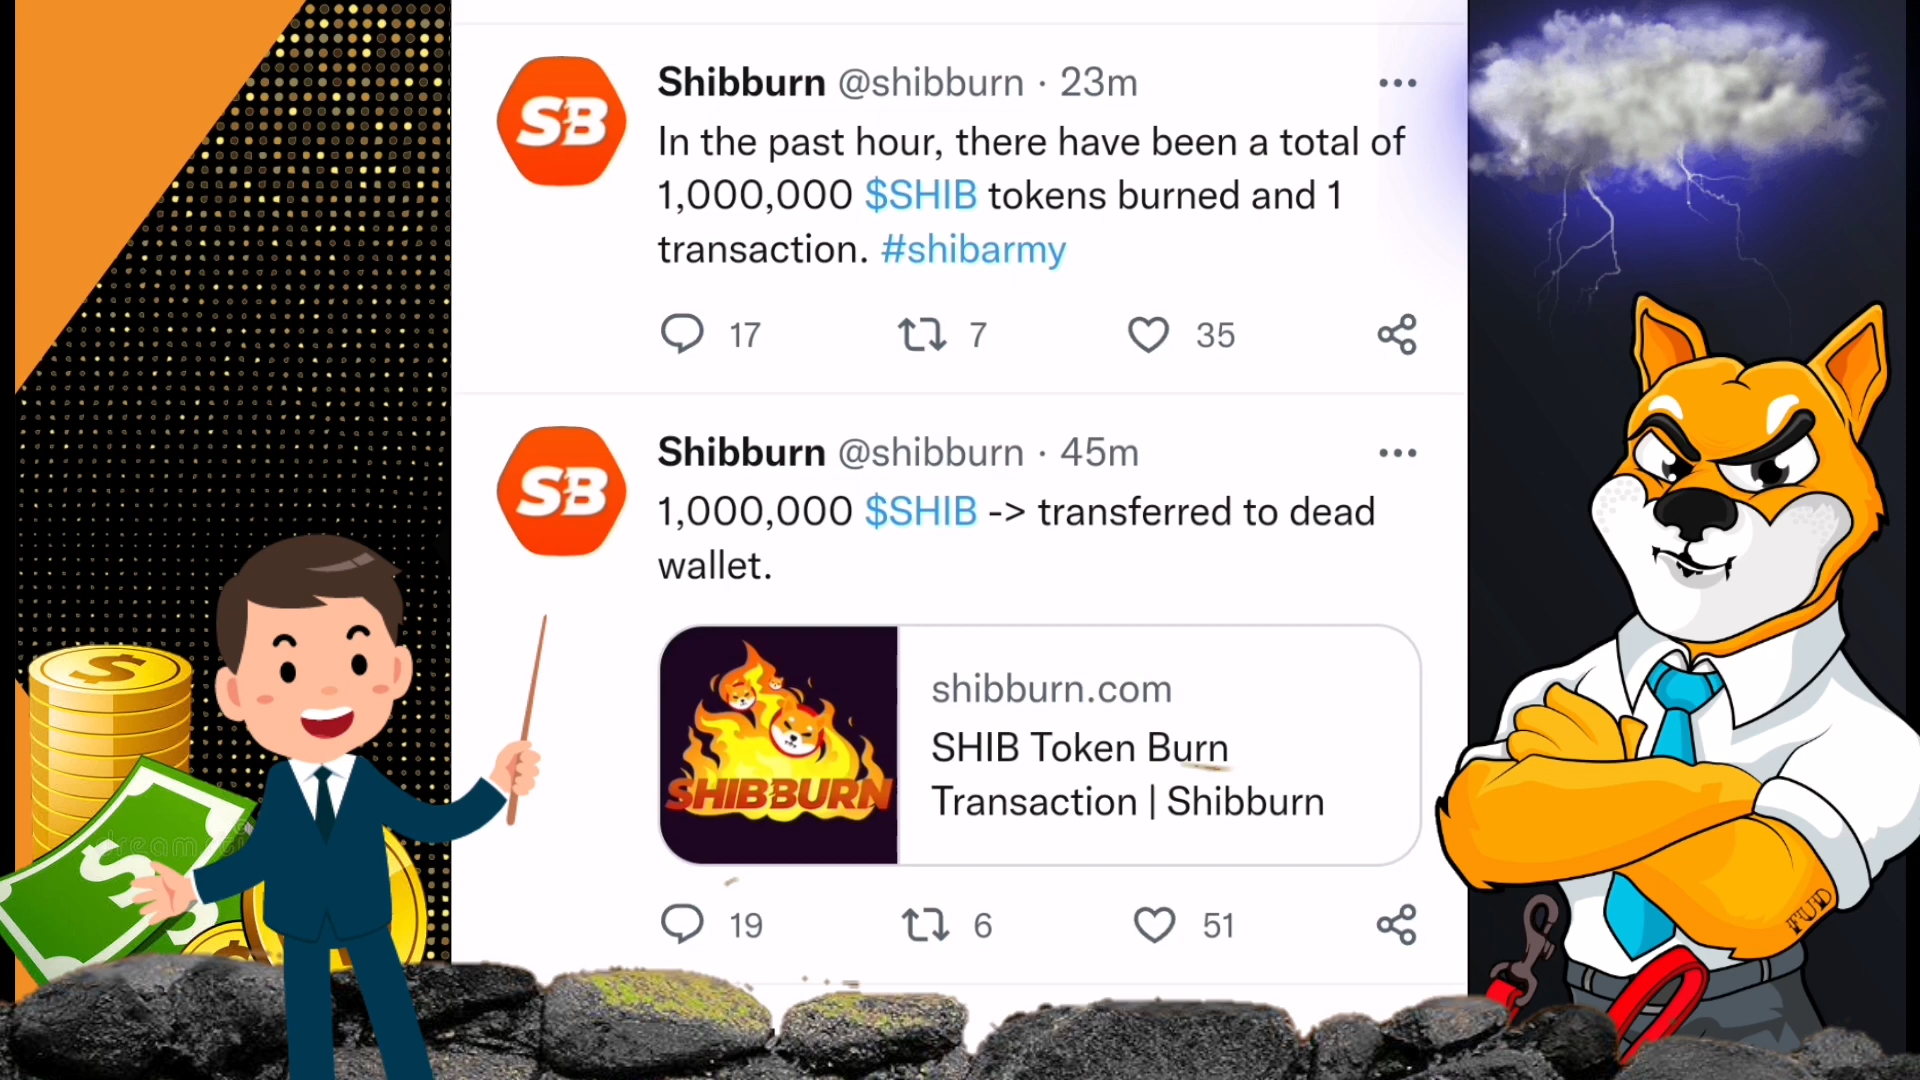 SB
Shibburn @shibburn · 23m
In the past hour, there have been a total of
1,000,000 $SHIB tokens burned and 1
transaction. #shibarmy
17 7 35
SB
Shibburn @shibburn · 45m
1,000,000 $SHIB -> transferred to dead
wallet.
SHIBBURN
shibburn.com
SHIB Token Burn
Transaction | Shibburn
19 6 51
FUD
$
$
$